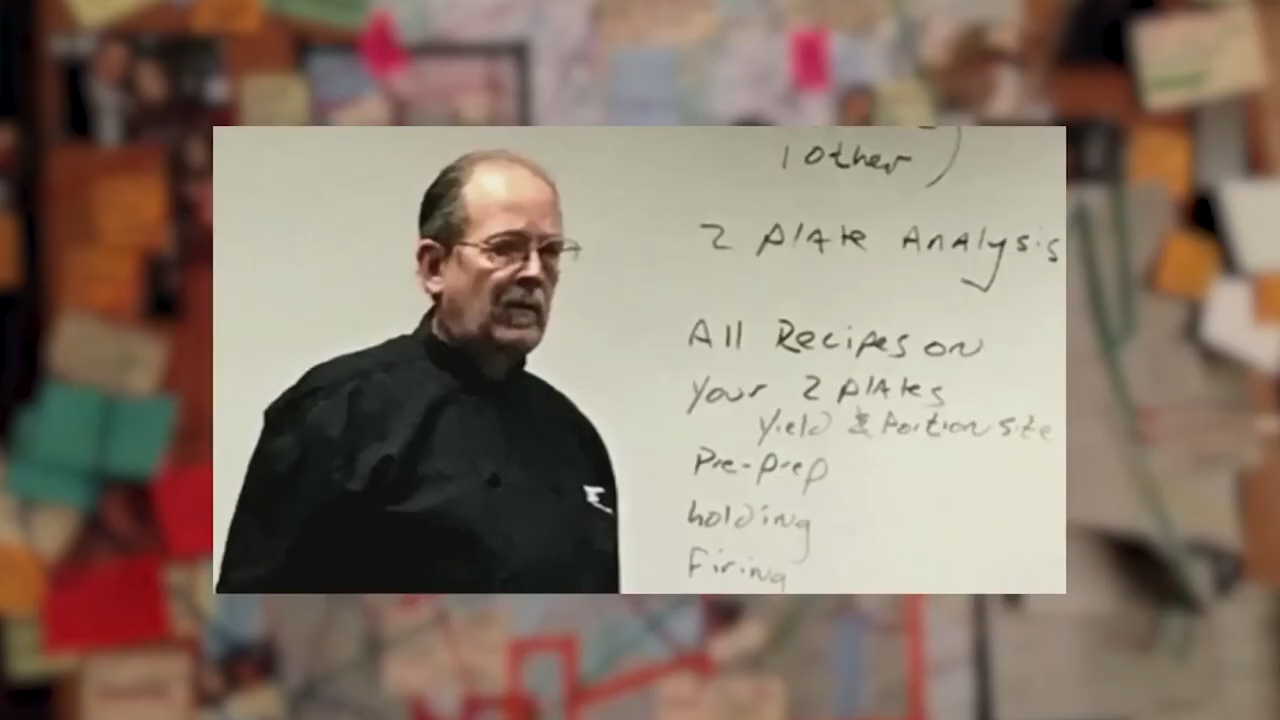 1 other)
2 plate Analysis
All Recipes on
your 2 plates
yield & Portion size
Pre-prep
holding
Firing